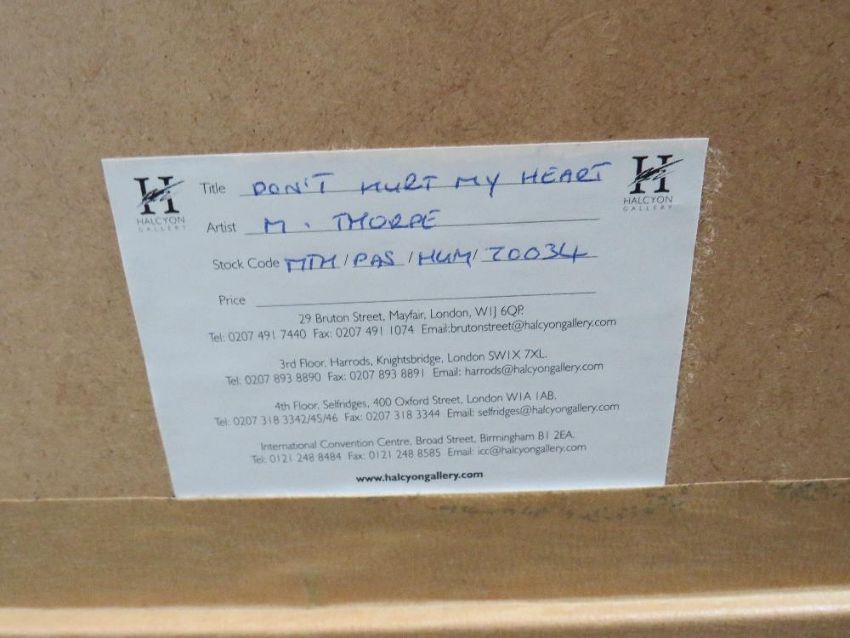 H HALCYON GALLERY
Title DON'T HURT MY HEART
H HALCYON GALLERY
Artist M. THORPE
Stock Code MTH/PAS/HUM/20034
Price
29 Bruton Street, Mayfair, London, W1J 6QP.
Tel: 0207 491 7440 Fax: 0207 491 1074 Email:brutonstreet@halcyongallery.com
3rd Floor, Harrods, Knightsbridge, London SW1X 7XL.
Tel: 0207 893 8890 Fax: 0207 893 8891 Email: harrods@halcyongallery.com
4th Floor, Selfridges, 400 Oxford Street, London W1A 1AB.
Tel: 0207 318 3342/45/46 Fax: 0207 318 3344 Email: selfridges@halcyongallery.com
International Convention Centre, Broad Street, Birmingham B1 2EA.
Tel: 0121 248 8484 Fax: 0121 248 8585 Email: icc@halcyongallery.com
www.halcyongallery.com